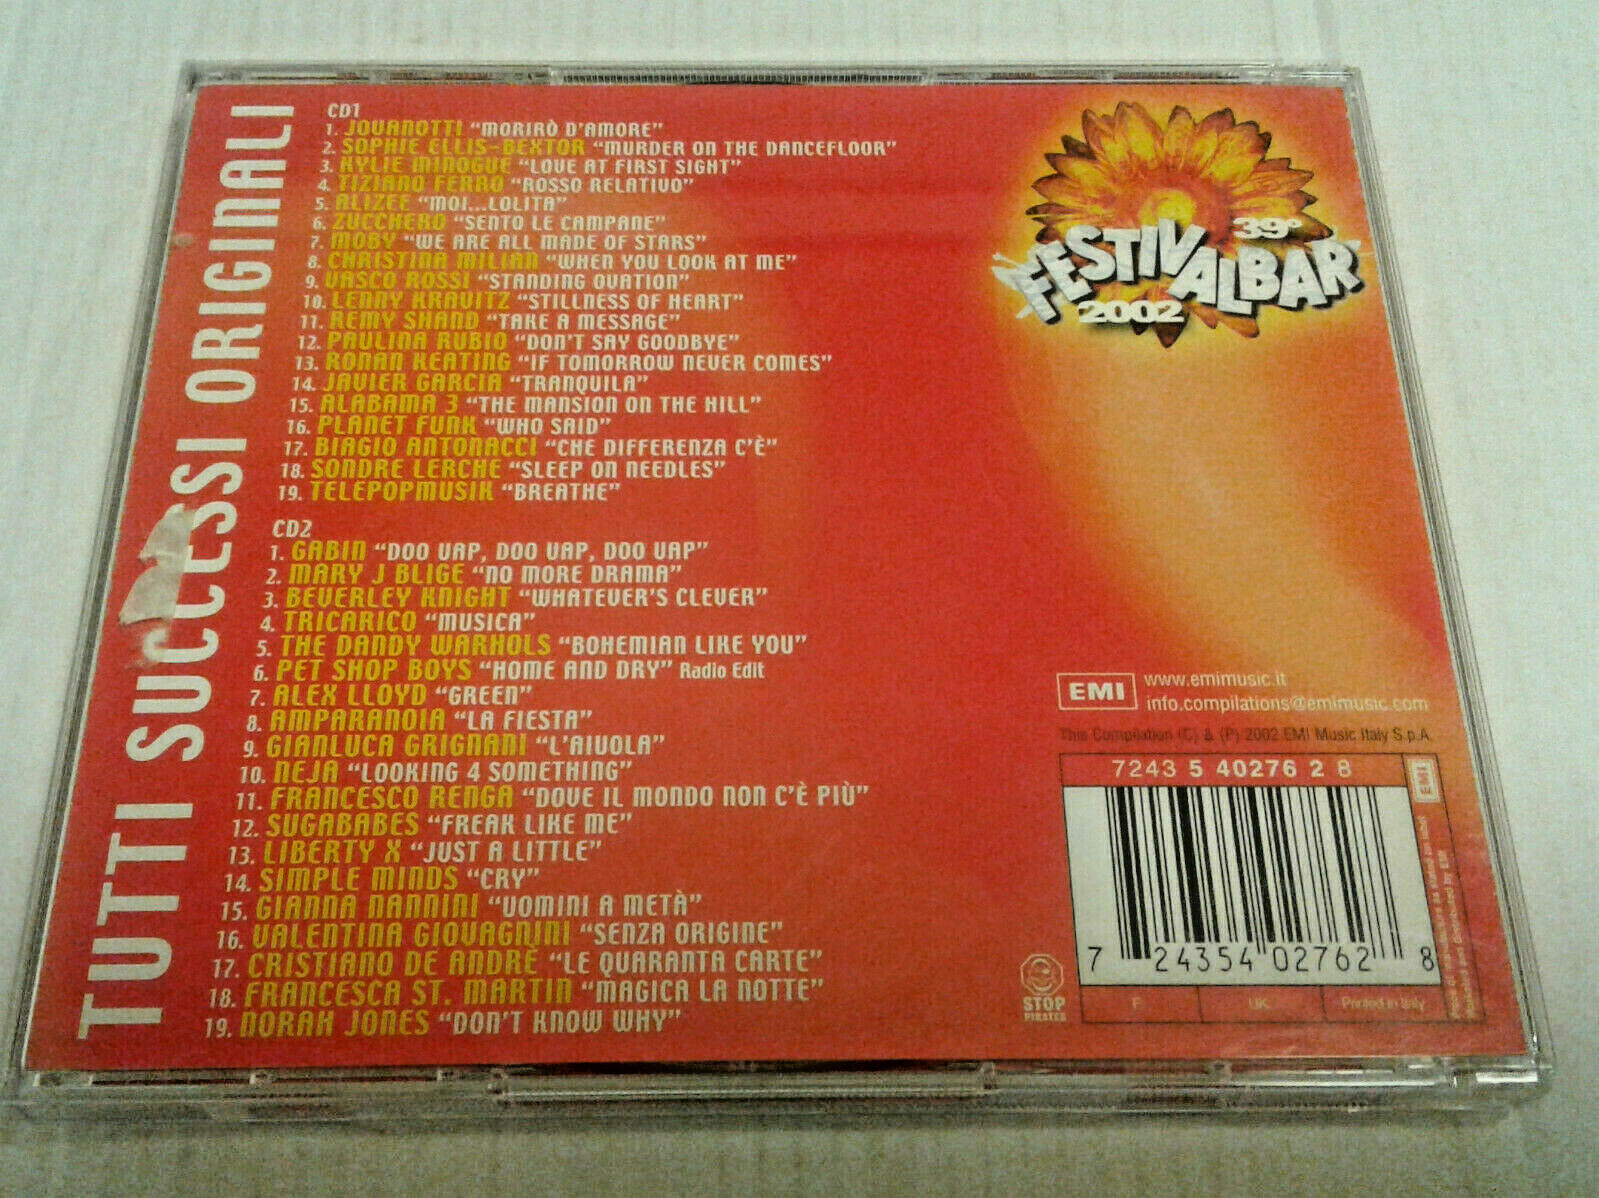 TUTTI SUCCESSI ORIGINALI
CD1
1. JOVANOTTI "MORIRÒ D'AMORE"
2. SOPHIE ELLIS-BEXTOR "MURDER ON THE DANCEFLOOR"
3. KYLIE MINOGUE "LOVE AT FIRST SIGHT"
4. TIZIANO FERRO "ROSSO RELATIVO"
5. ALIZEE "MOI...LOLITA"
6. ZUCCHERO "SENTO LE CAMPANE"
7. MOBY "WE ARE ALL MADE OF STARS"
8. CHRISTINA MILIAN "WHEN YOU LOOK AT ME"
9. VASCO ROSSI "STANDING OVATION"
10. LENNY KRAVITZ "STILLNESS OF HEART"
11. REMY SHAND "TAKE A MESSAGE"
12. PAULINA RUBIO "DON'T SAY GOODBYE"
13. RONAN KEATING "IF TOMORROW NEVER COMES"
14. JAVIER GARCIA "TRANQUILA"
15. ALABAMA 3 "THE MANSION ON THE HILL"
16. PLANET FUNK "WHO SAID"
17. BIAGIO ANTONACCI "CHE DIFFERENZA C'È"
18. SONDRE LERCHE "SLEEP ON NEEDLES"
19. TELEPOPMUSIK "BREATHE"
CD2
1. GABIN "DOO UAP, DOO UAP, DOO UAP"
2. MARY J BLIGE "NO MORE DRAMA"
3. BEVERLEY KNIGHT "WHATEVER'S CLEVER"
4. TRICARICO "MUSICA"
5. THE DANDY WARHOLS "BOHEMIAN LIKE YOU"
6. PET SHOP BOYS "HOME AND DRY" Radio Edit
7. ALEX LLOYD "GREEN"
8. AMPARANOIA "LA FIESTA"
9. GIANLUCA GRIGNANI "L'AIUOLA"
10. NEJA "LOOKING 4 SOMETHING"
11. FRANCESCO RENGA "DOVE IL MONDO NON C'È PIÙ"
12. SUGABABES "FREAK LIKE ME"
13. LIBERTY X "JUST A LITTLE"
14. SIMPLE MINDS "CRY"
15. GIANNA NANNINI "UOMINI A METÀ"
16. VALENTINA GIOVAGNINI "SENZA ORIGINE"
17. CRISTIANO DE ANDRÈ "LE QUARANTA CARTE"
18. FRANCESCA ST. MARTIN "MAGICA LA NOTTE"
19. NORAH JONES "DON'T KNOW WHY"
39°
FESTIVALBAR
2002
EMI
www.emimusic.it
info.compilations@emimusic.com
This Compilation (C) & (P) 2002 EMI Music Italy S.p.A.
7243 5 40276 2 8
EMI
7 24354 02762 8
STOP
PIRATES
F UK Printed in Italy